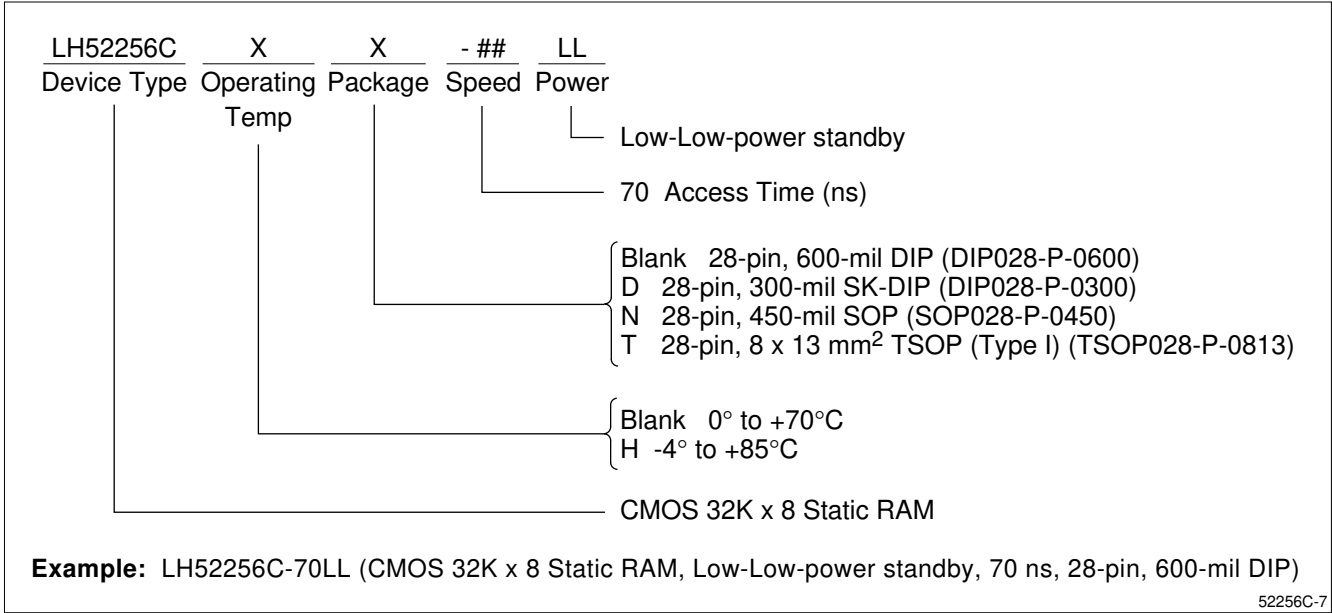 LH52256C X X - ## LL
Device Type Operating Temp Package Speed Power
Low-Low-power standby
70 Access Time (ns)
Blank 28-pin, 600-mil DIP (DIP028-P-0600)
D 28-pin, 300-mil SK-DIP (DIP028-P-0300)
N 28-pin, 450-mil SOP (SOP028-P-0450)
T 28-pin, 8 x 13 mm² TSOP (Type I) (TSOP028-P-0813)
Blank 0° to +70°C
H -4° to +85°C
CMOS 32K x 8 Static RAM
Example: LH52256C-70LL (CMOS 32K x 8 Static RAM, Low-Low-power standby, 70 ns, 28-pin, 600-mil DIP)
52256C-7